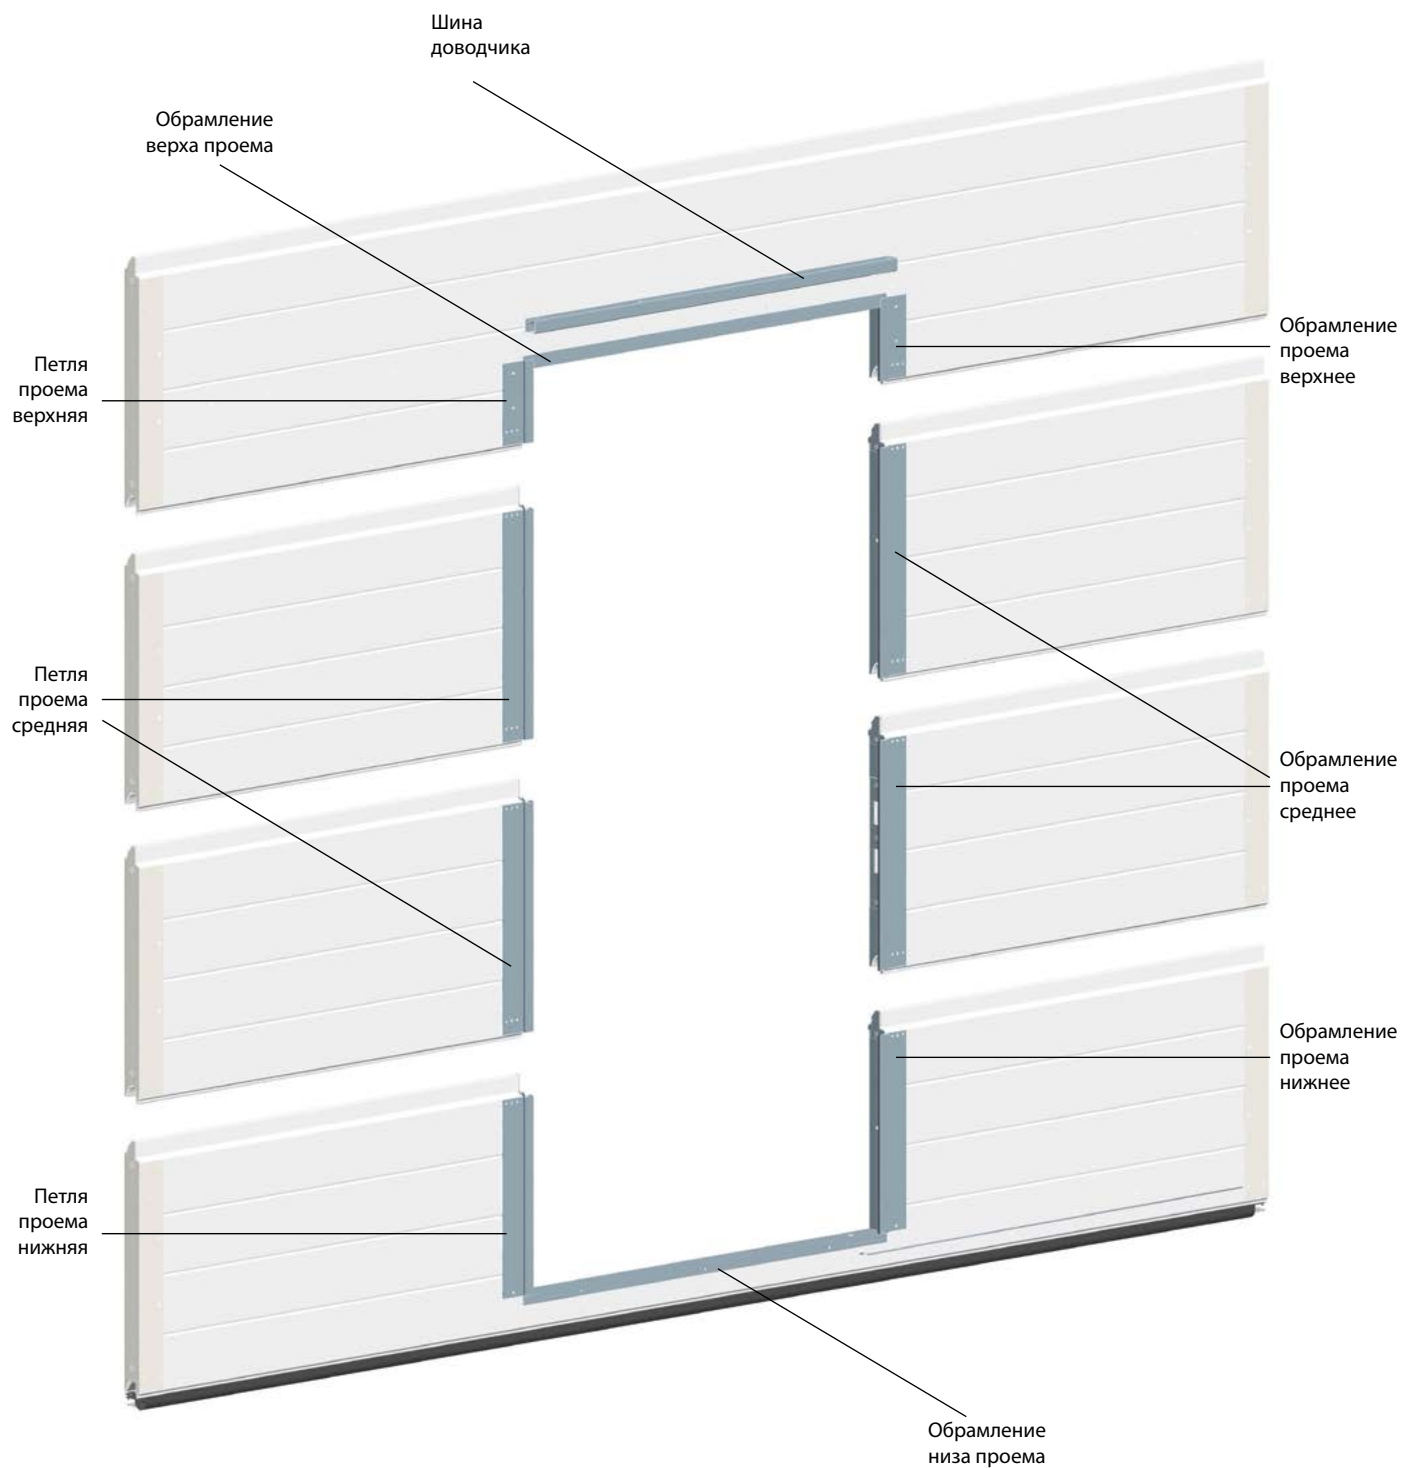 Шина
доводчика
Обрамление
верха проема
Обрамление
проема
верхнее
Петля
проема
верхняя
Петля
проема
средняя
Обрамление
проема
среднее
Обрамление
проема
нижнее
Петля
проема
нижняя
Обрамление
низа проема